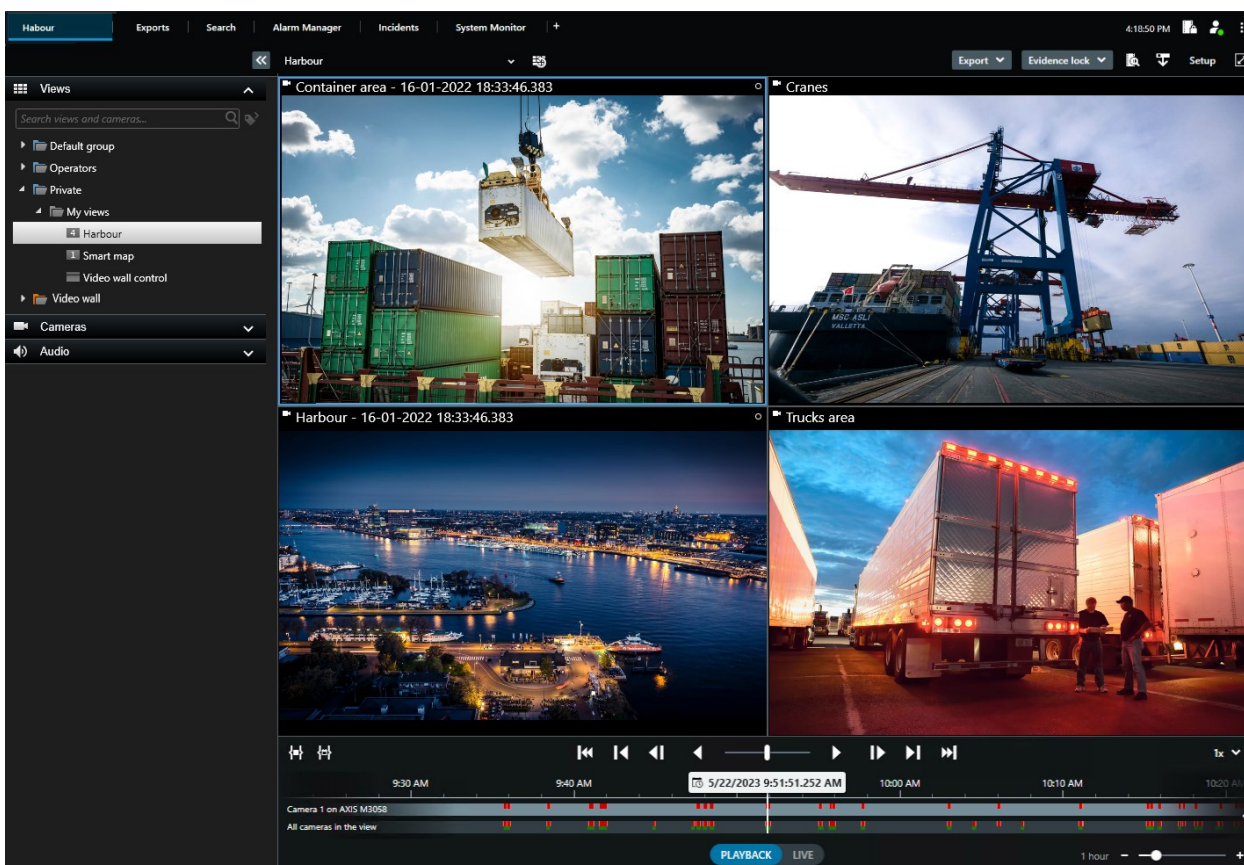 Habour
Exports
Search
Alarm Manager
Incidents
System Monitor
+
4:18:50 PM
Harbour
Export
Evidence lock
Setup
Views
Search views and cameras...
Default group
Operators
Private
My views
4 Harbour
1 Smart map
Video wall control
Video wall
Cameras
Audio
Container area - 16-01-2022 18:33:46.383
Cranes
MSC ASLI
VALLETTA
Harbour - 16-01-2022 18:33:46.383
Trucks area
1x
9:30 AM
9:40 AM
5/22/2023 9:51:51.252 AM
10:00 AM
10:10 AM
10:20 AM
Camera 1 on AXIS M3058
All cameras in the view
PLAYBACK
LIVE
1 hour - +